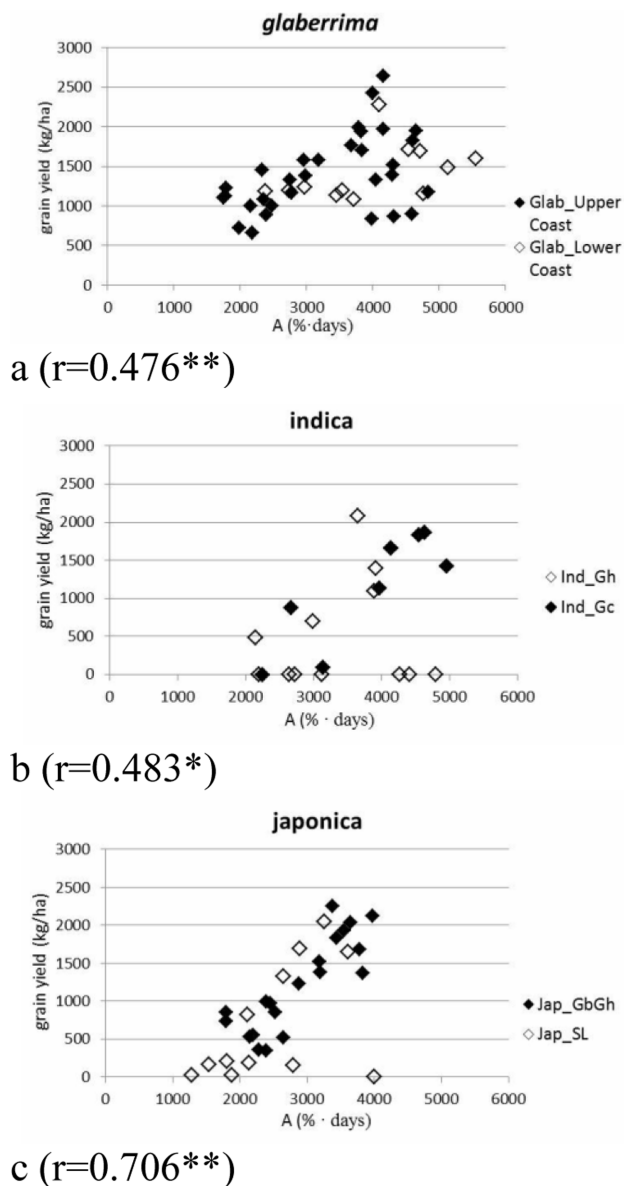 glaberrima
3000
2500
2000
1500
1000
500
0
grain yield (kg/ha)
0 1000 2000 3000 4000 5000 6000
A (%·days)
Glab_Upper
Coast
Glab_Lower
Coast
a (r=0.476**)
indica
3000
2500
2000
1500
1000
500
0
grain yield (kg/ha)
0 1000 2000 3000 4000 5000 6000
A (% · days)
Ind_Gh
Ind_Gc
b (r=0.483*)
japonica
3000
2500
2000
1500
1000
500
0
grain yield (kg/ha)
0 1000 2000 3000 4000 5000 6000
A (% · days)
Jap_GbGh
Jap_SL
c (r=0.706**)